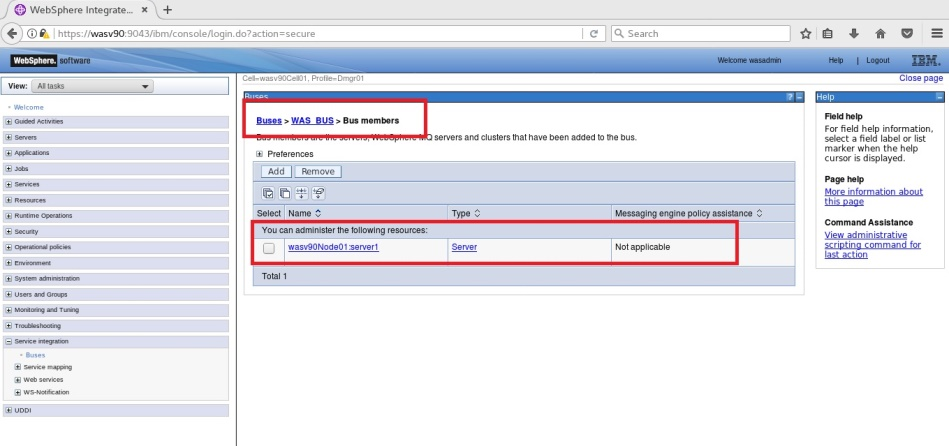 WebSphere Integrate...
https://wasv90:9043/ibm/console/login.do?action=secure
Search
WebSphere. software
Welcome wasadmin
Help | Logout
IBM.
View: All tasks
Cell=wasv90Cell01, Profile=Dmgr01
Close page
Welcome
Guided Activities
Servers
Applications
Jobs
Services
Resources
Runtime Operations
Security
Operational policies
Environment
System administration
Users and Groups
Monitoring and Tuning
Troubleshooting
Service integration
Buses
Service mapping
Web services
WS-Notification
UDDI
Buses
Buses > WAS_BUS > Bus members
Bus members are the servers, WebSphere MQ servers and clusters that have been added to the bus.
Preferences
Add Remove
Select Name Type Messaging engine policy assistance
You can administer the following resources:
wasv90Node01:server1 Server Not applicable
Total 1
Help
Field help
For field help information,
select a field label or list
marker when the help
cursor is displayed.
Page help
More information about
this page
Command Assistance
View administrative
scripting command for
last action